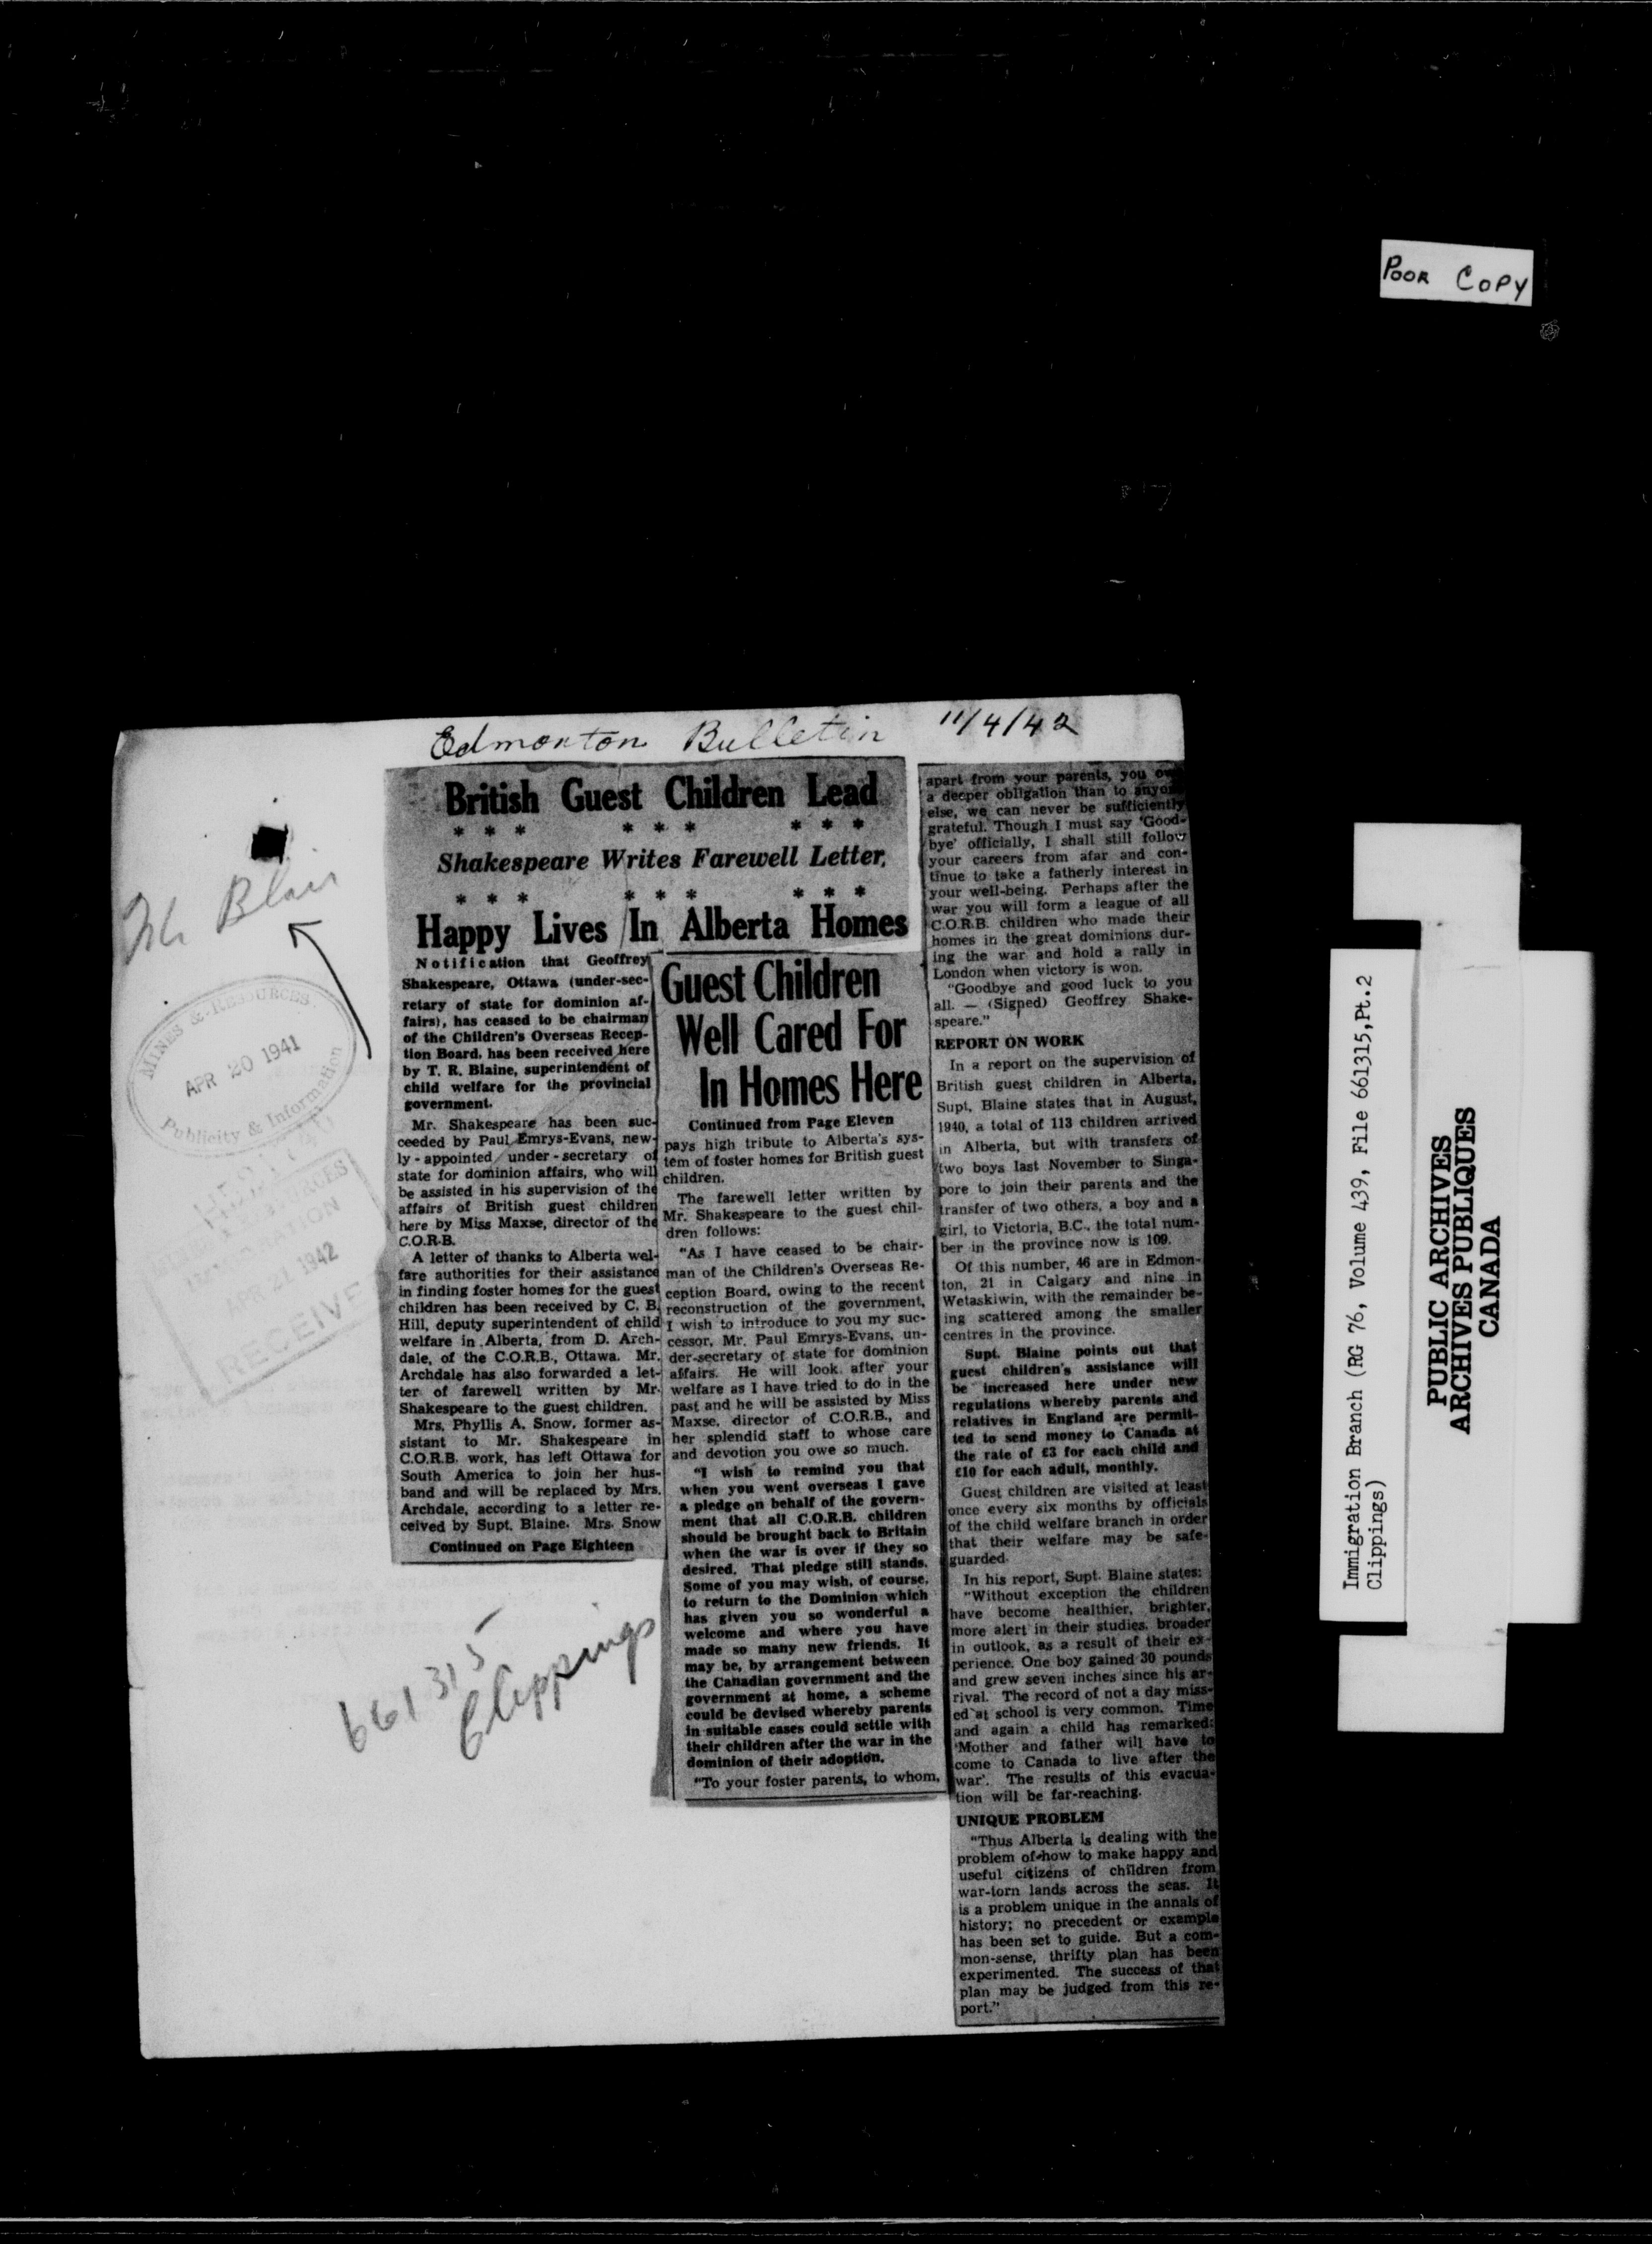 POOR COPY
Edmonton Bulletin 11/4/42
Mr Blair
MINES & RESOURCES
APR 20 1941
Publicity & Information
APR 21 1942
RECEIVE
British Guest Children Lead
* * * * * * * * *
Shakespeare Writes Farewell Letter,
* * * * * * * * *
Happy Lives In Alberta Homes
Notification that Geoffrey
Shakespeare, Ottawa (under-sec-
retary of state for dominion af-
fairs), has ceased to be chairman
of the Children's Overseas Recep-
tion Board, has been received here
by T. R. Blaine, superintendent of
child welfare for the provincial
government.
Mr. Shakespeare has been suc-
ceeded by Paul Emrys-Evans, new-
ly-appointed under-secretary of
state for dominion affairs, who will
be assisted in his supervision of the
affairs of British guest children
here by Miss Maxse, director of the
C.O.R.B.
A letter of thanks to Alberta wel-
fare authorities for their assistance
in finding foster homes for the guest
children has been received by C. B.
Hill, deputy superintendent of child
welfare in Alberta, from D. Arch-
dale, of the C.O.R.B., Ottawa. Mr.
Archdale has also forwarded a let-
ter of farewell written by Mr.
Shakespeare to the guest children.
Mrs. Phyllis A. Snow, former as-
sistant to Mr. Shakespeare in
C.O.R.B. work, has left Ottawa for
South America to join her hus-
band and will be replaced by Mrs.
Archdale, according to a letter re-
ceived by Supt. Blaine. Mrs. Snow
Continued on Page Eighteen
Guest Children
Well Cared For
In Homes Here
Continued from Page Eleven
pays high tribute to Alberta's sys-
tem of foster homes for British guest
children.
The farewell letter written by
Mr. Shakespeare to the guest chil-
dren follows:
"As I have ceased to be chair-
man of the Children's Overseas Re-
ception Board, owing to the recent
reconstruction of the government,
I wish to introduce to you my suc-
cessor, Mr. Paul Emrys-Evans, un-
der-secretary of state for dominion
affairs. He will look after your
welfare as I have tried to do in the
past and he will be assisted by Miss
Maxse, director of C.O.R.B., and
her splendid staff to whose care
and devotion you owe so much.
"I wish to remind you that
when you went overseas I gave
a pledge on behalf of the govern-
ment that all C.O.R.B. children
should be brought back to Britain
when the war is over if they so
desired. That pledge still stands.
Some of you may wish, of course,
to return to the Dominion which
has given you so wonderful a
welcome and where you have
made so many new friends. It
may be, by arrangement between
the Canadian government and the
government at home, a scheme
could be devised whereby parents
in suitable cases could settle with
their children after the war in the
dominion of their adoption.
"To your foster parents, to whom,
apart from your parents, you
a deeper obligation than to
else, we can never be sufficiently
grateful. Though I must say 'Good-
bye' officially, I shall still follow
your careers from afar and con-
tinue to take a fatherly interest in
your well-being. Perhaps after the
war you will form a league of all
C.O.R.B. children who made their
homes in the great dominions dur-
ing the war and hold a rally in
London when victory is won.
"Goodbye and good luck to you
all. — (Signed) Geoffrey Shake-
speare."
REPORT ON WORK
In a report on the supervision of
British guest children in Alberta,
Supt. Blaine states that in August,
1940, a total of 113 children arrived
in Alberta, but with transfers of
two boys last November to Singa-
pore to join their parents and the
transfer of two others, a boy and a
girl, to Victoria, B.C., the total num-
ber in the province now is 109.
Of this number, 46 are in Edmon-
ton, 21 in Calgary and nine in
Wetaskiwin, with the remainder be-
ing scattered among the smaller
centres in the province.
Supt. Blaine points out that
guest children's assistance will
be increased here under new
regulations whereby parents and
relatives in England are permit-
ted to send money to Canada at
the rate of £3 for each child and
£10 for each adult, monthly.
Guest children are visited at least
once every six months by officials
of the child welfare branch in order
that their welfare may be safe-
guarded.
In his report, Supt. Blaine states:
"Without exception the children
have become healthier, brighter,
more alert in their studies, broader
in outlook, as a result of their ex-
perience. One boy gained 30 pounds
and grew seven inches since his ar-
rival. The record of not a day miss-
ed at school is very common. Time
and again a child has remarked:
'Mother and father will have to
come to Canada to live after the
war'. The results of this evacua-
tion will be far-reaching.
UNIQUE PROBLEM
"Thus Alberta is dealing with the
problem of how to make happy and
useful citizens of children from
war-torn lands across the seas. It
is a problem unique in the annals of
history; no precedent or example
has been set to guide. But a com-
mon-sense, thrifty plan has been
experimented. The success of that
plan may be judged from this re-
port."
661315
Clippings
Immigration Branch (RG 76, Volume 439, File 661315,Pt.2
Clippings)
PUBLIC ARCHIVES
ARCHIVES PUBLIQUES
CANADA